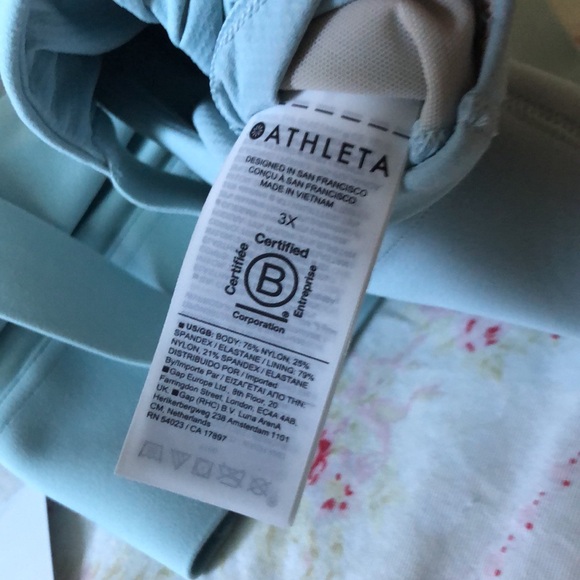 ATHLETA
DESIGNED IN SAN FRANCISCO
CONÇU À SAN FRANCISCO
MADE IN VIETNAM
3X
Certified
Certifiée
B
Entreprise
Corporation
■ US/GB: BODY: 75% NYLON, 25%
SPANDEX / ELASTANE / LINING: 79%
NYLON, 21% SPANDEX / ELASTANE
DISTRIBUIDO POR / Imported
By/Importé Par / ΕΙΣΑΓΕΤΑΙ ΑΠΟ ΤΗΝ:
■ Gap Europe Ltd, 8th Floor, 20
Farringdon Street, London, EC4A 4AB,
UK. ■ Gap (RHC) B.V. Luna ArenA
Herikerbergweg 238 Amsterdam 1101
CM, Netherlands
RN 54023 / CA 17897